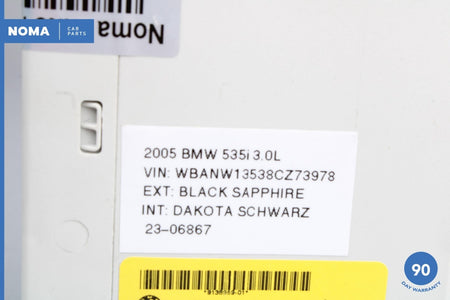 NOMA CAR PARTS
Noma
2005 BMW 535i 3.0L
VIN: WBANW13538CZ73978
EXT: BLACK SAPPHIRE
INT: DAKOTA SCHWARZ
23-06867
90
DAY WARRANTY